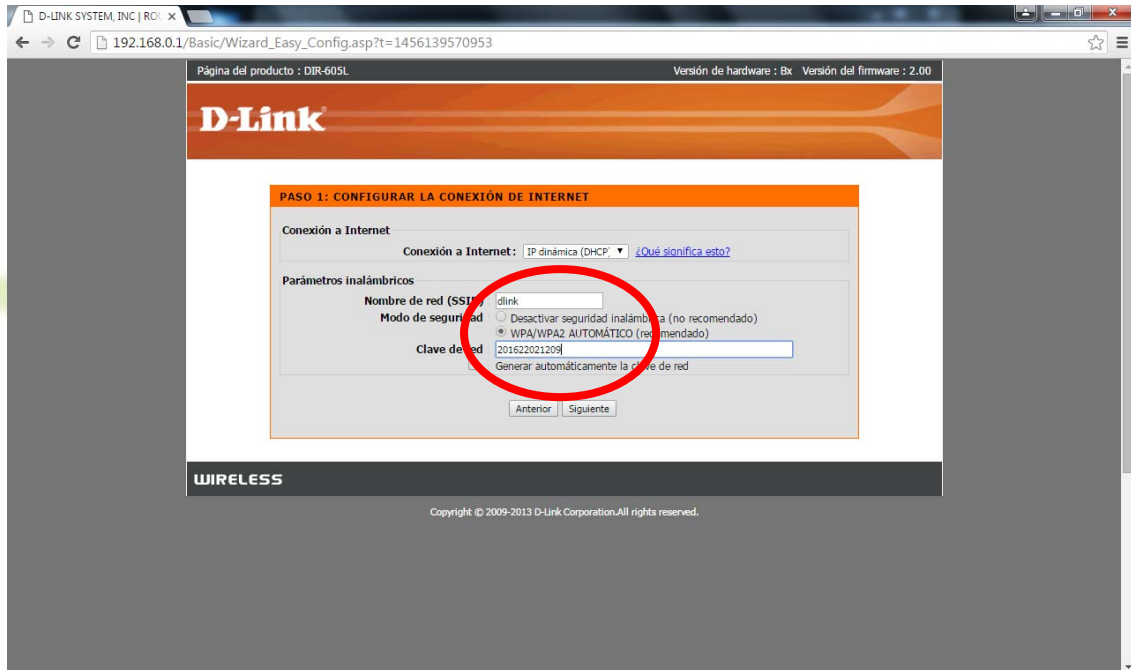 D-LINK SYSTEM, INC | ROU
192.168.0.1/Basic/Wizard_Easy_Config.asp?t=1456139570953
Página del producto : DIR-605L Versión de hardware : Bx Versión del firmware : 2.00
D-Link
PASO 1: CONFIGURAR LA CONEXIÓN DE INTERNET
Conexión a Internet
Conexión a Internet : IP dinámica (DHCP) ¿Qué significa esto?
Parámetros inalámbricos
Nombre de red (SSID) dlink
Modo de seguridad Desactivar seguridad inalámbrica (no recomendado)
WPA/WPA2 AUTOMÁTICO (recomendado)
Clave de red 201622021209
Generar automáticamente la clave de red
Anterior Siguiente
WIRELESS
Copyright © 2009-2013 D-Link Corporation.All rights reserved.